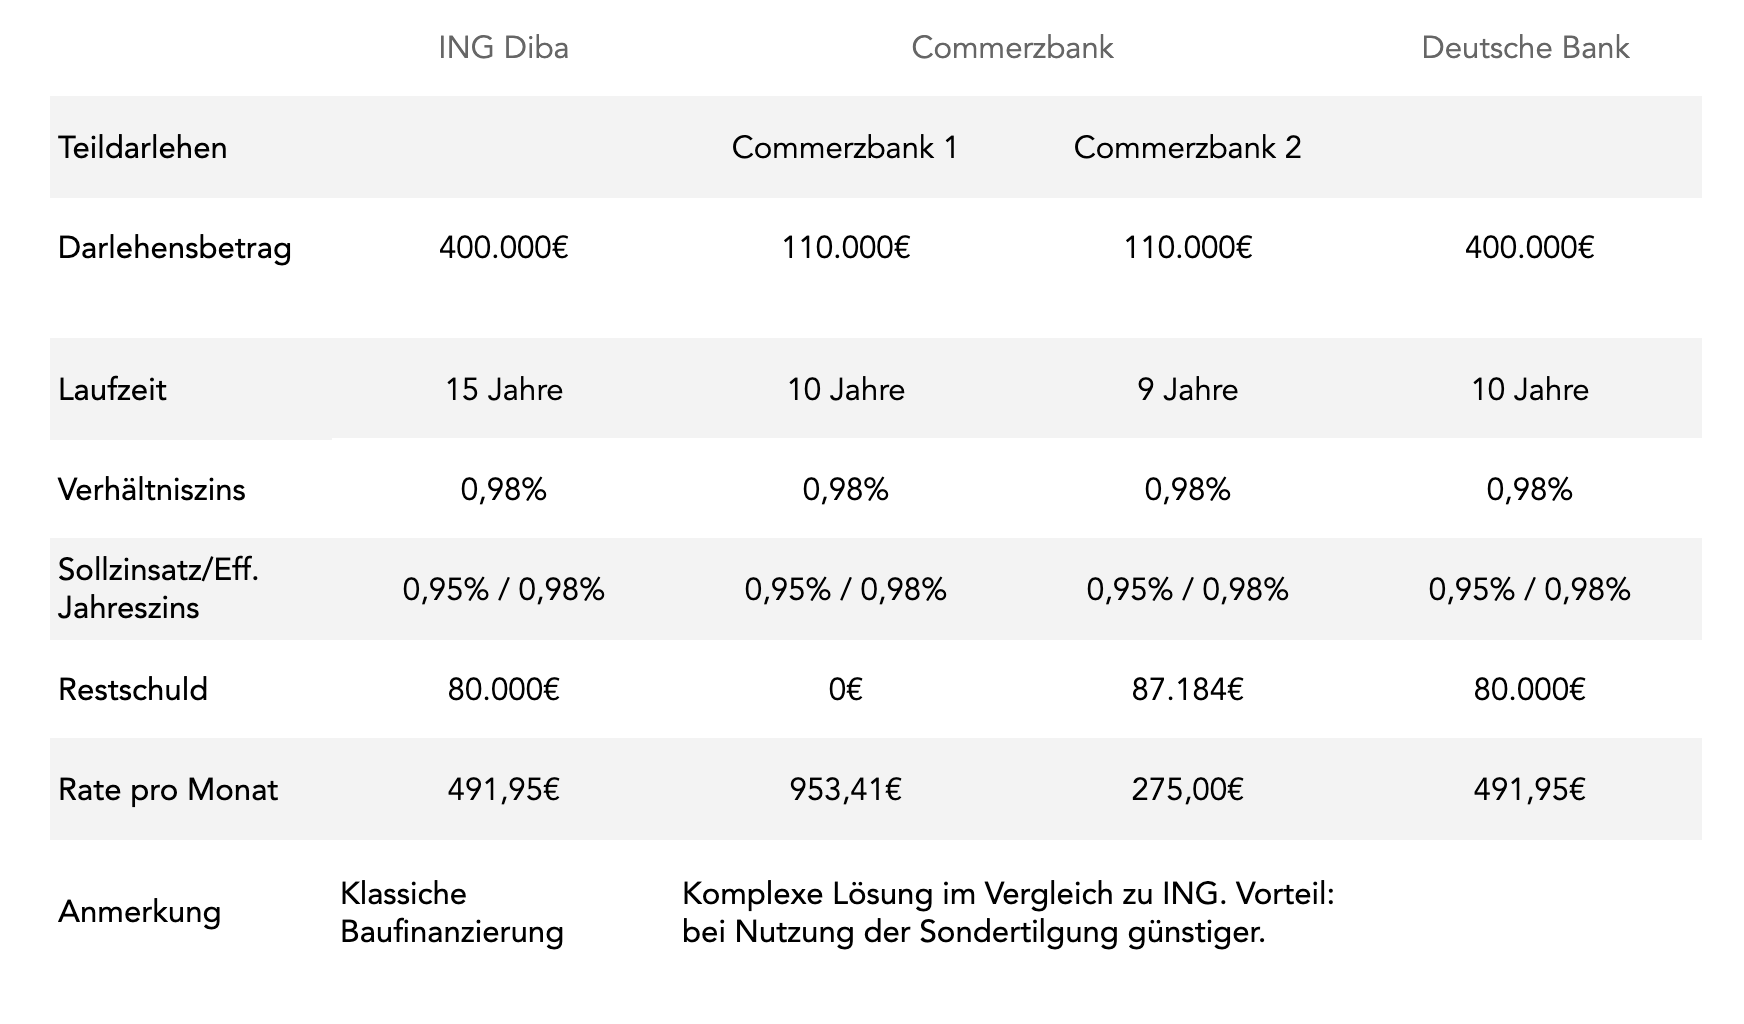 ING Diba Commerzbank Deutsche Bank
Teildarlehen Commerzbank 1 Commerzbank 2
Darlehensbetrag 400.000€ 110.000€ 110.000€ 400.000€
Laufzeit 15 Jahre 10 Jahre 9 Jahre 10 Jahre
Verhältniszins 0,98% 0,98% 0,98% 0,98%
Sollzinsatz/Eff.
Jahreszins 0,95% / 0,98% 0,95% / 0,98% 0,95% / 0,98% 0,95% / 0,98%
Restschuld 80.000€ 0€ 87.184€ 80.000€
Rate pro Monat 491,95€ 953,41€ 275,00€ 491,95€
Anmerkung
Klassiche
Baufinanzierung
Komplexe Lösung im Vergleich zu ING. Vorteil:
bei Nutzung der Sondertilgung günstiger.